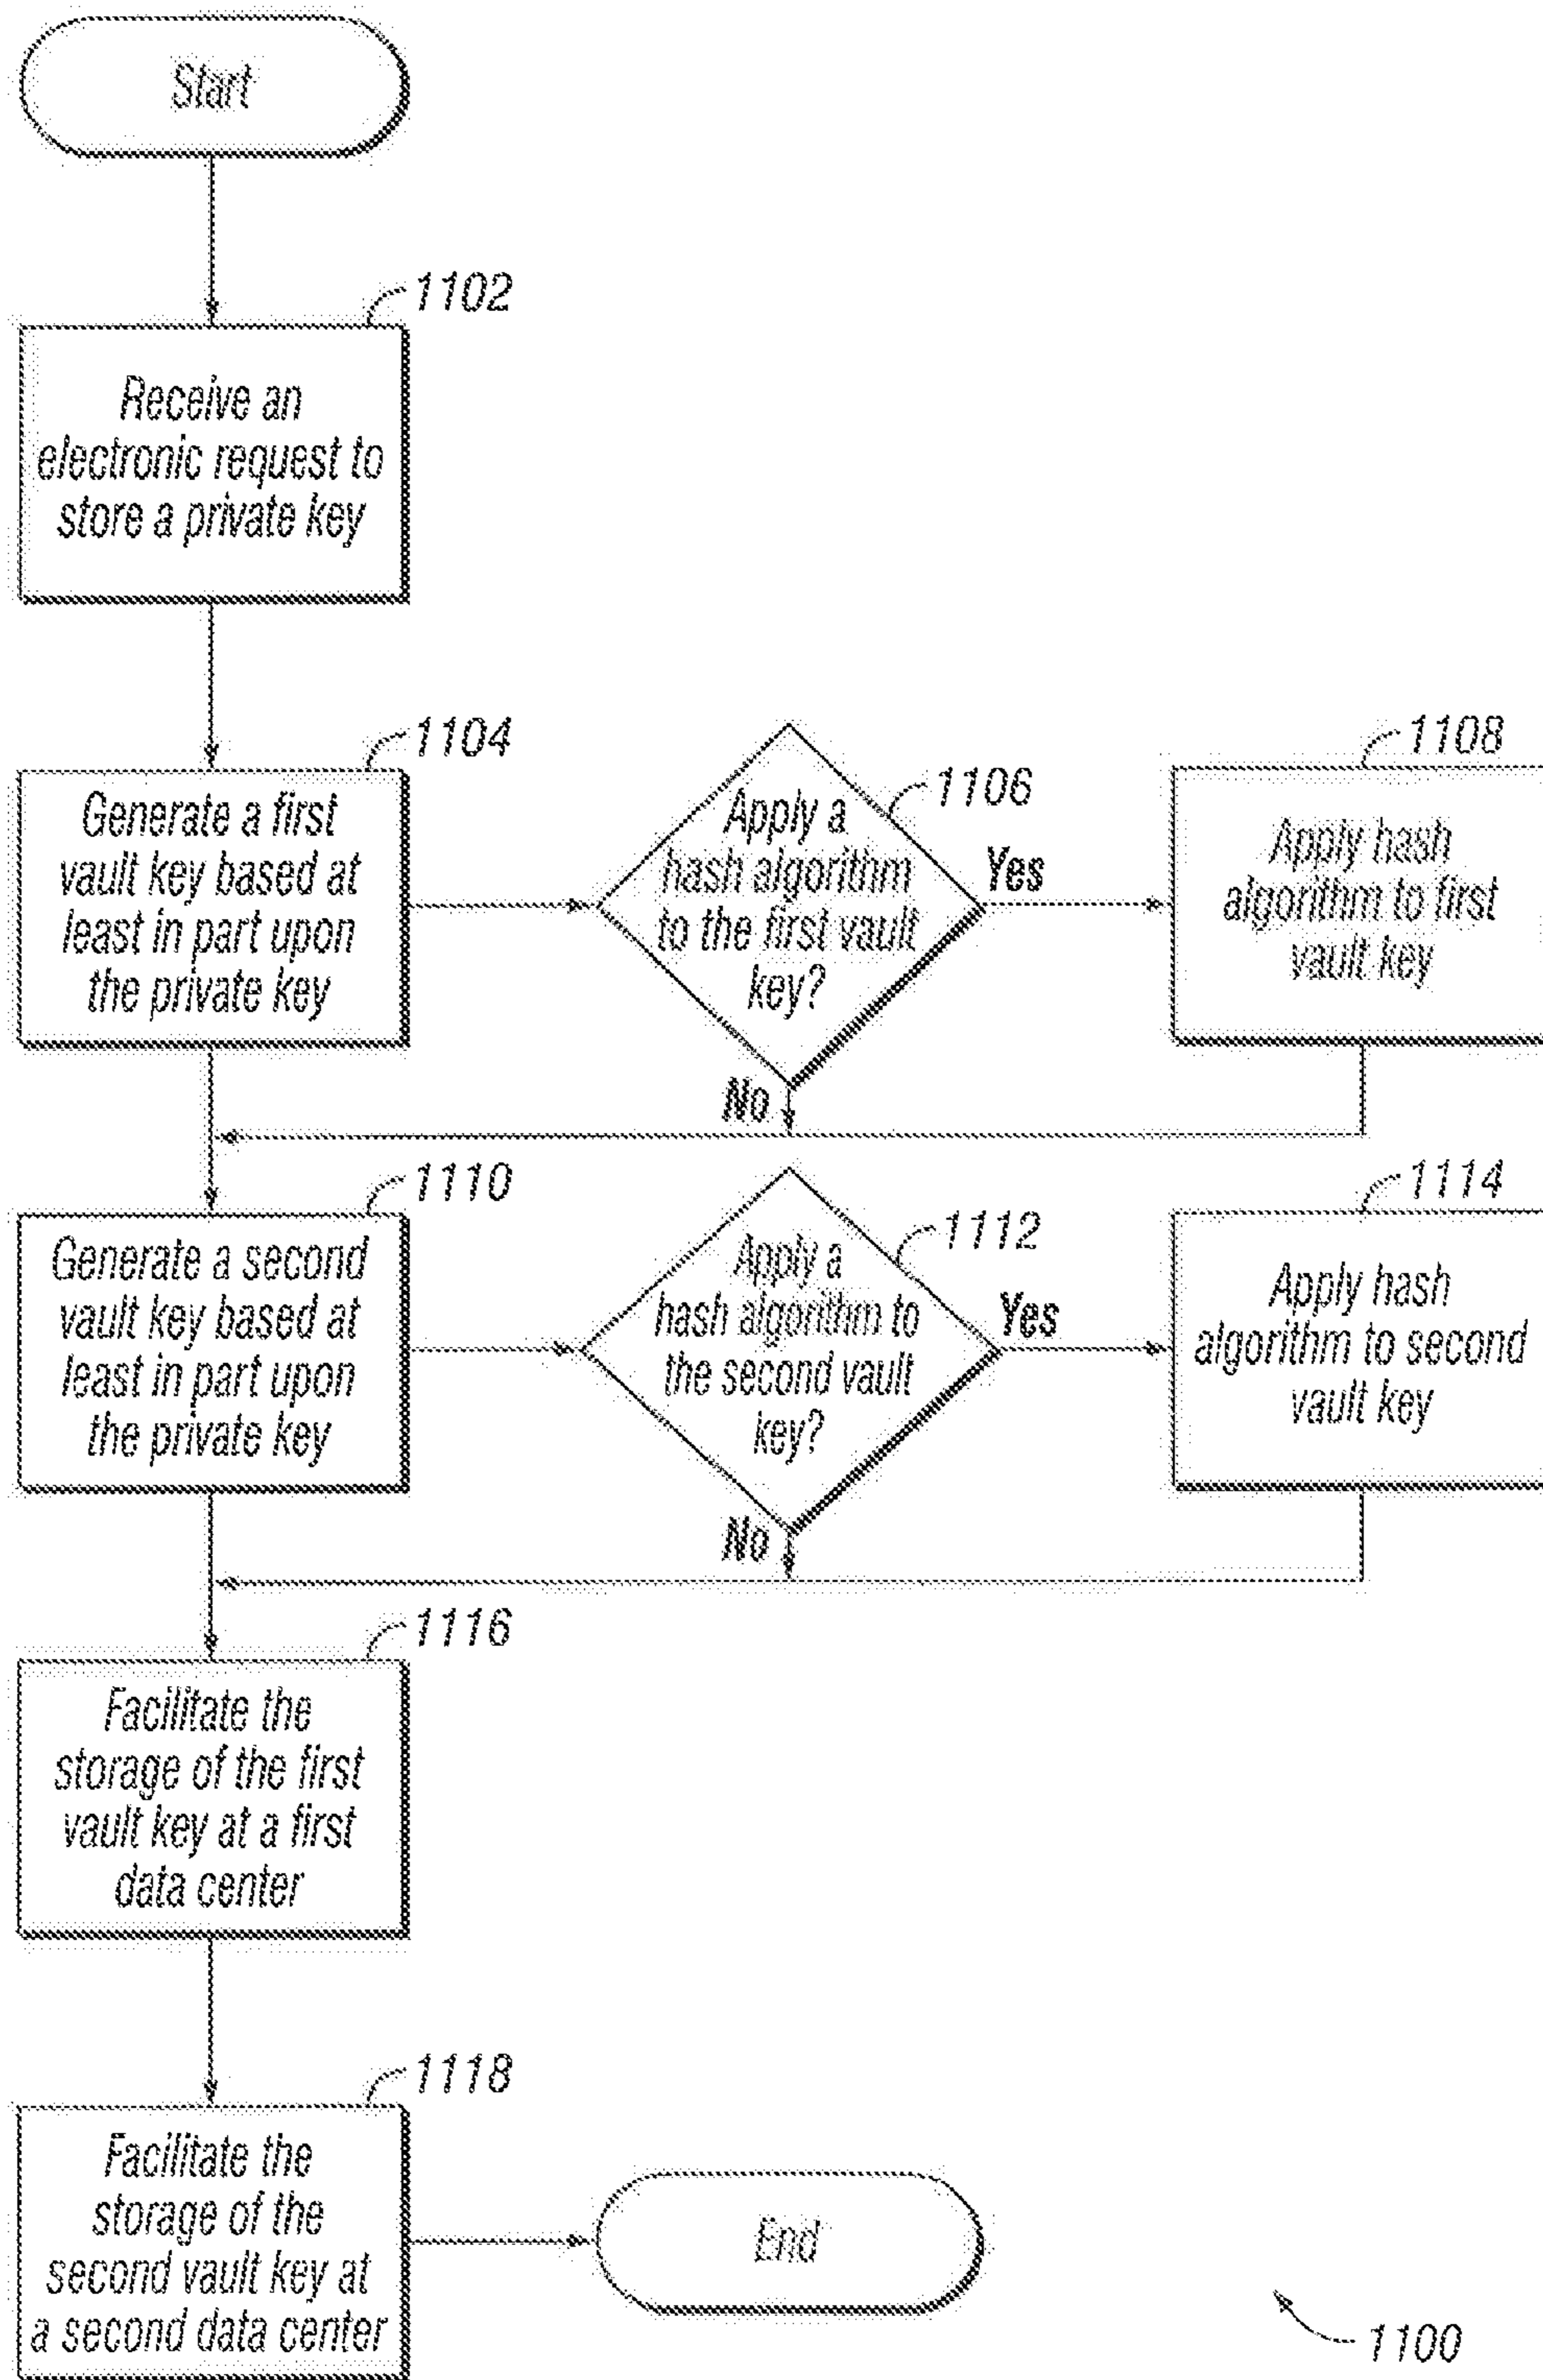 Start
1102
Receive an
electronic request to
store a private key
1104
Generate a first
vault key based at
least in part upon
the private key
1106
Apply a
hash algorithm
to the first vault
key?
Yes
No
1108
Apply hash
algorithm to first
vault key
1110
Generate a second
vault key based at
least in part upon
the private key
1112
Apply a
hash algorithm to
the second vault
key?
Yes
No
1114
Apply hash
algorithm to second
vault key
1116
Facilitate the
storage of the first
vault key at a first
data center
1118
Facilitate the
storage of the
second vault key at
a second data center
End
1100